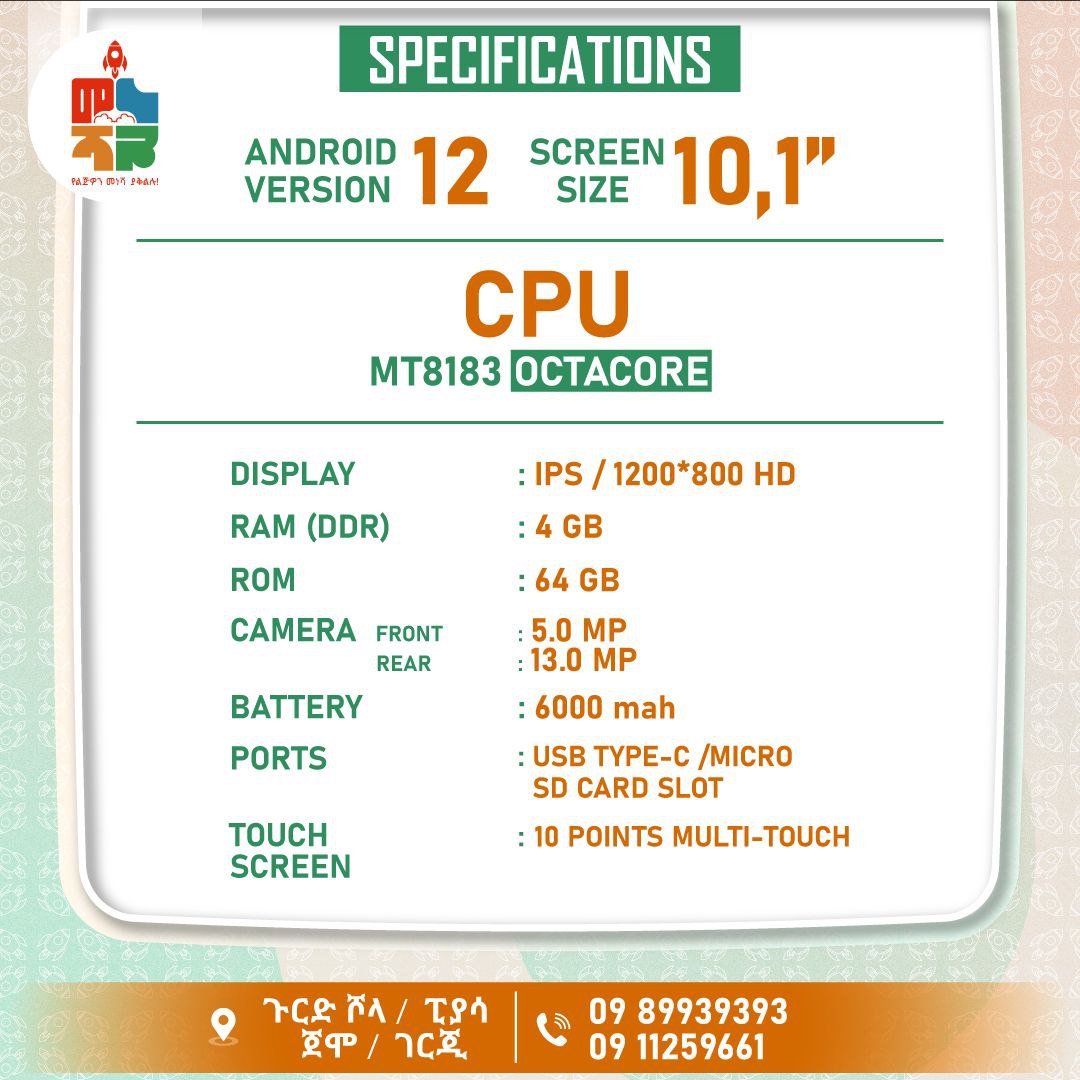 SPECIFICATIONS
የልጅዎን መነሻ ያቅልሉ!
ANDROID VERSION 12
SCREEN SIZE 10,1”
CPU
MT8183 OCTACORE
DISPLAY : IPS / 1200*800 HD
RAM (DDR) : 4 GB
ROM : 64 GB
CAMERA FRONT : 5.0 MP
REAR : 13.0 MP
BATTERY : 6000 mah
PORTS : USB TYPE-C /MICRO
SD CARD SLOT
TOUCH SCREEN : 10 POINTS MULTI-TOUCH
ጉርድ ሾላ / ፒያሳ
ጀሞ / ገርጂ
09 89939393
09 11259661